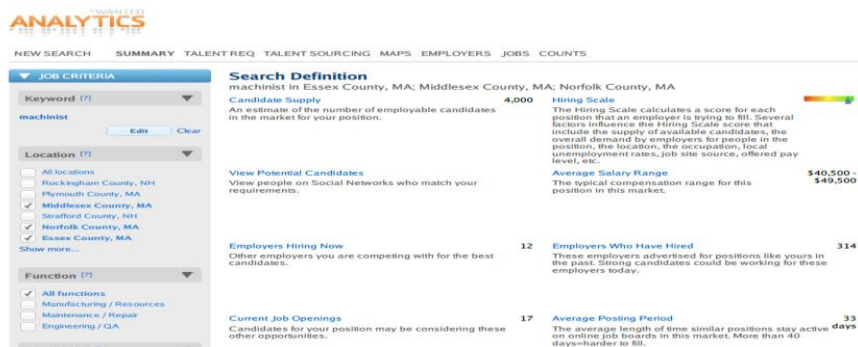 WANTED
ANALYTICS
NEW SEARCH SUMMARY TALENT REQ TALENT SOURCING MAPS EMPLOYERS JOBS COUNTS
JOB CRITERIA
Keyword [?]
machinist
Edit Clear
Location [?]
All locations
Rockingham County, NH
Plymouth County, MA
Middlesex County, MA
Strafford County, NH
Norfolk County, MA
Essex County, MA
Show more...
Function [?]
All functions
Manufacturing / Resources
Maintenance / Repair
Engineering / QA
Search Definition
machinist in Essex County, MA; Middlesex County, MA; Norfolk County, MA
Candidate Supply 4,000
An estimate of the number of employable candidates
in the market for your position.
Hiring Scale
The Hiring Scale calculates a score for each
position that an employer is trying to fill. Several
factors influence the Hiring Scale score that
include the supply of available candidates, the
overall demand by employers for people in the
position, the location, the occupation, local
unemployment rates, job site source, offered pay
level, etc.
View Potential Candidates
View people on Social Networks who match your
requirements.
Average Salary Range $40,500 -
$49,500
The typical compensation range for this
position in this market.
Employers Hiring Now 12
Other employers you are competing with for the best
candidates.
Employers Who Have Hired 314
These employers advertised for positions like yours in
the past. Strong candidates could be working for these
employers today.
Current Job Openings 17
Candidates for your position may be considering these
other opportunities.
Average Posting Period 33
days
The average length of time similar positions stay active
on online job boards in this market. More than 40
days=harder to fill.